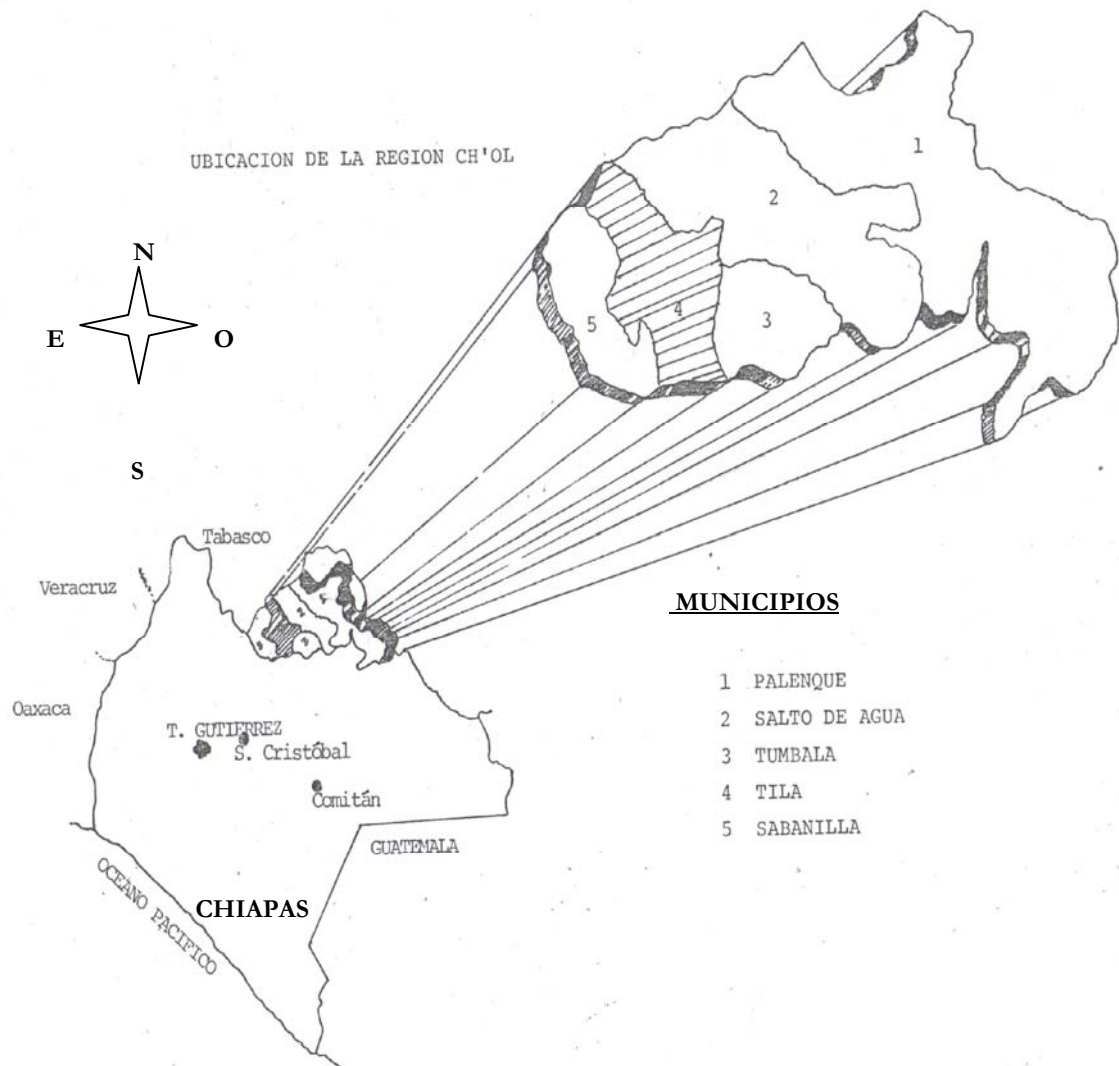 UBICACION DE LA REGION CH'OL
N
E
O
S
1
2
3
4
5
Tabasco
Veracruz
Oaxaca
T. GUTIERREZ
S. Cristóbal
Comitán
GUATEMALA
OCEANO PACIFICO
CHIAPAS
MUNICIPIOS
1 PALENQUE
2 SALTO DE AGUA
3 TUMBALA
4 TILA
5 SABANILLA